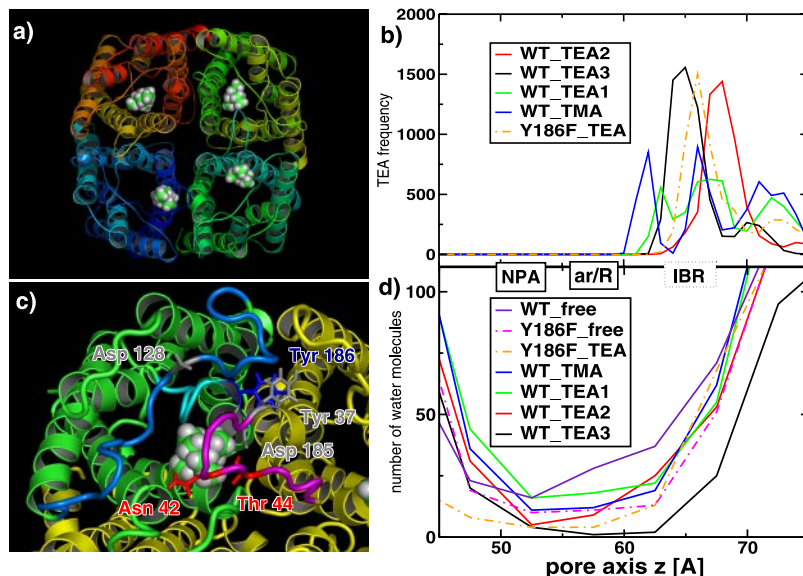 a)
b)
TEA frequency
2000
1500
1000
500
0
WT_TEA2
WT_TEA3
WT_TEA1
WT_TMA
Y186F_TEA
c)
Asp 128
Tyr 186
Tyr 37
Asp 185
Asn 42
Thr 44
NPA
ar/R
IBR
d)
number of water molecules
100
50
0
WT_free
Y186F_free
Y186F_TEA
WT_TMA
WT_TEA1
WT_TEA2
WT_TEA3
50
60
70
pore axis z [A]